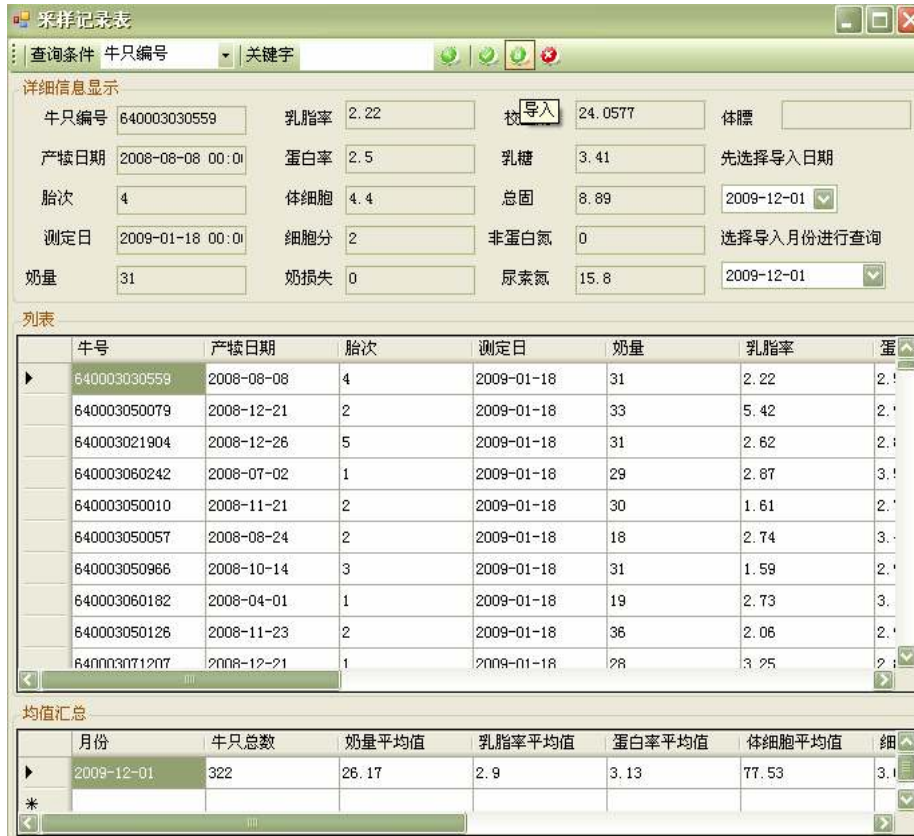 采样记录表
查询条件 牛只编号 关键字
导入
详细信息显示
牛只编号 640003030559 乳脂率 2.22 校 24.0577 体膘
产犊日期 2008-08-08 00:0 蛋白率 2.5 乳糖 3.41 先选择导入日期
胎次 4 体细胞 4.4 总固 8.89 2009-12-01
测定日 2009-01-18 00:0 细胞分 2 非蛋白氮 0 选择导入月份进行查询
奶量 31 奶损失 0 尿素氮 15.8 2009-12-01
列表
牛号 产犊日期 胎次 测定日 奶量 乳脂率 蛋
640003030559 2008-08-08 4 2009-01-18 31 2.22 2.
640003050079 2008-12-21 2 2009-01-18 33 5.42 2.
640003021904 2008-12-26 5 2009-01-18 31 2.62 2.
640003060242 2008-07-02 1 2009-01-18 29 2.87 3.
640003050010 2008-11-21 2 2009-01-18 30 1.61 2.
640003050057 2008-08-24 2 2009-01-18 18 2.74 3.
640003050966 2008-10-14 3 2009-01-18 31 1.59 2.
640003060182 2008-04-01 1 2009-01-18 19 2.73 3.
640003050126 2008-11-23 2 2009-01-18 36 2.06 2.
640003071207 2008-12-21 1 2009-01-18 28 3.25 2.
均值汇总
月份 牛只总数 奶量平均值 乳脂率平均值 蛋白率平均值 体细胞平均值 细
2009-12-01 322 26.17 2.9 3.13 77.53 3.